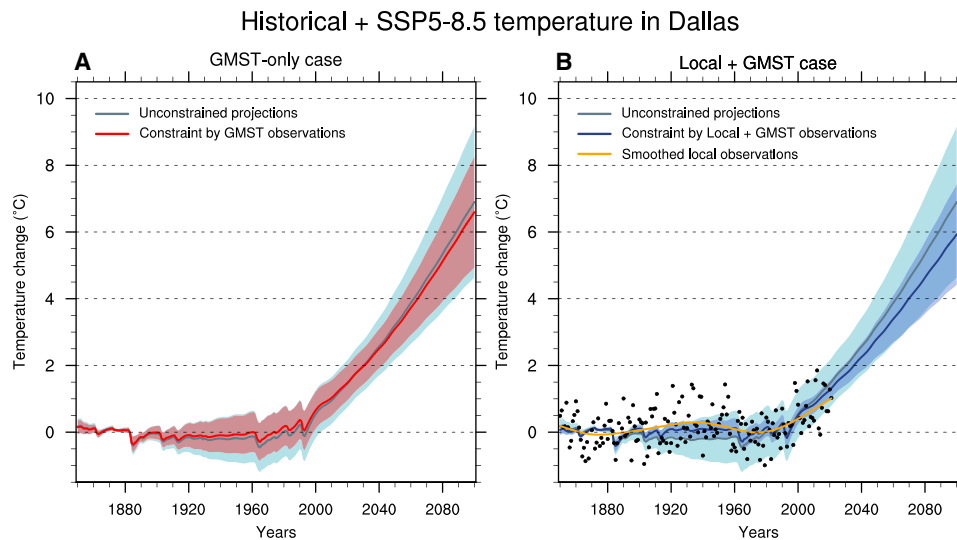 Historical + SSP5-8.5 temperature in Dallas
A
GMST-only case
10
8
6
4
2
0
Temperature change (°C)
Unconstrained projections
Constraint by GMST observations
1880
1920
1960
2000
2040
2080
Years
B
Local + GMST case
10
8
6
4
2
0
Temperature change (°C)
Unconstrained projections
Constraint by Local + GMST observations
Smoothed local observations
1880
1920
1960
2000
2040
2080
Years